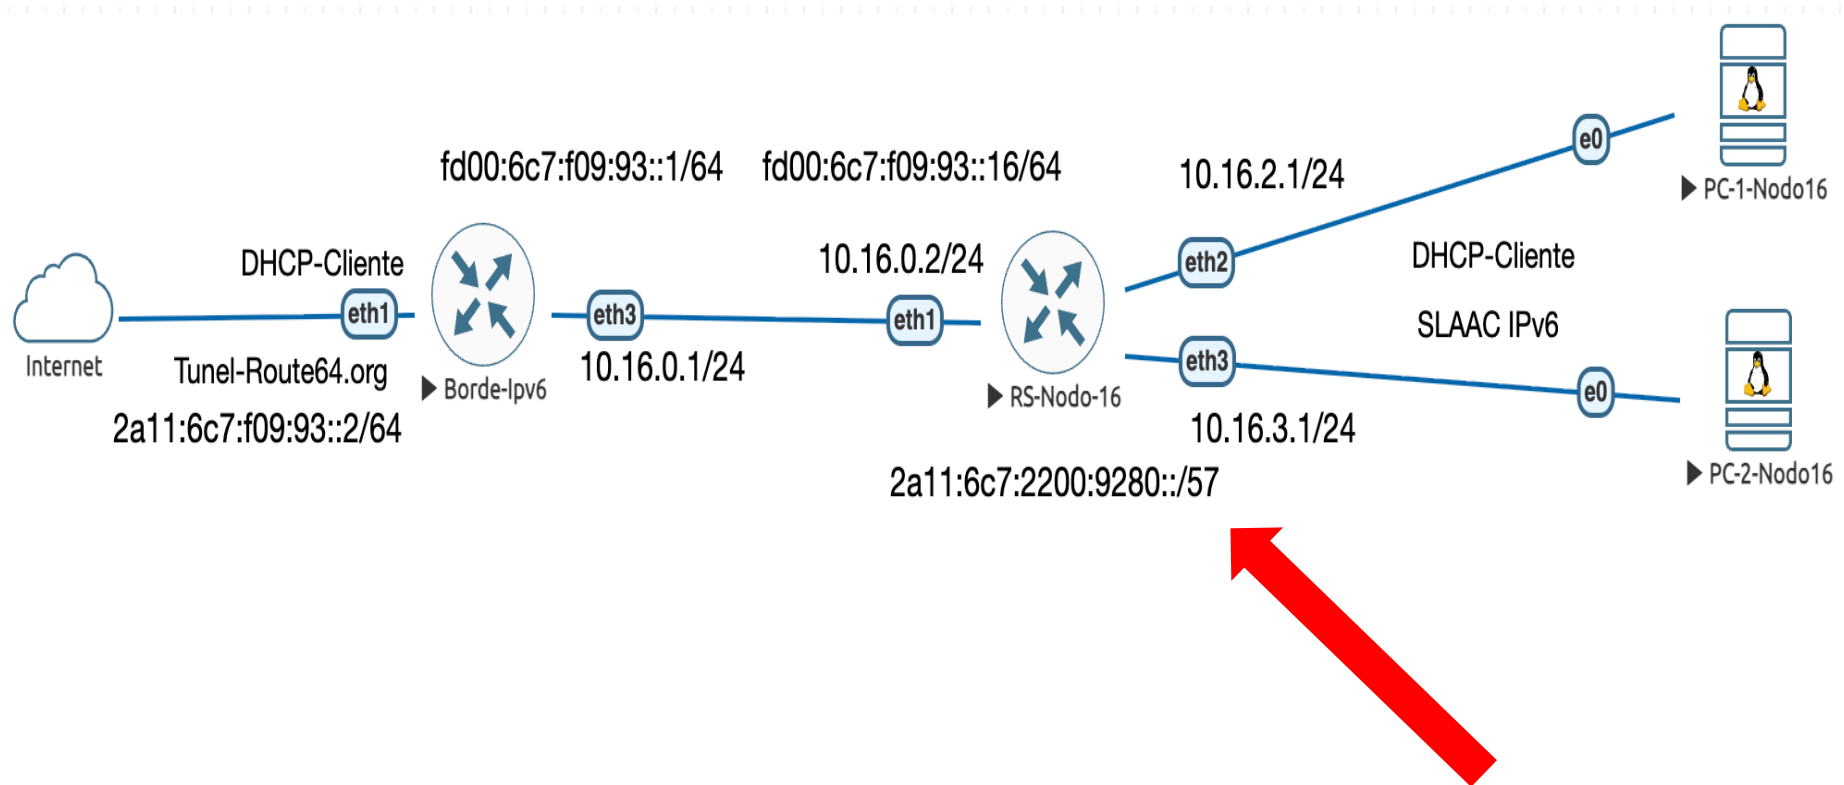 fd00:6c7:f09:93::1/64
fd00:6c7:f09:93::16/64
10.16.2.1/24
e0
PC-1-Nodo16
DHCP-Cliente
10.16.0.2/24
eth2
DHCP-Cliente
eth1
eth3
eth1
SLAAC IPv6
Internet
Tunel-Route64.org
Borde-Ipv6
10.16.0.1/24
RS-Nodo-16
eth3
e0
2a11:6c7:f09:93::2/64
10.16.3.1/24
PC-2-Nodo16
2a11:6c7:2200:9280::/57